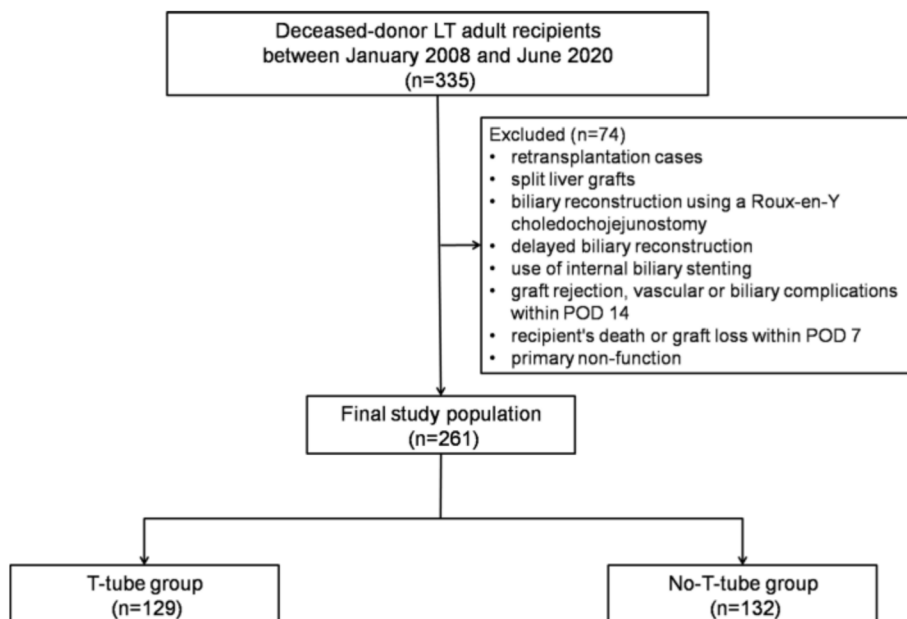 Deceased-donor LT adult recipients
between January 2008 and June 2020
(n=335)
Excluded (n=74)
• retransplantation cases
• split liver grafts
• biliary reconstruction using a Roux-en-Y
choledochojejunostomy
• delayed biliary reconstruction
• use of internal biliary stenting
• graft rejection, vascular or biliary complications
within POD 14
• recipient's death or graft loss within POD 7
• primary non-function
Final study population
(n=261)
T-tube group
(n=129)
No-T-tube group
(n=132)